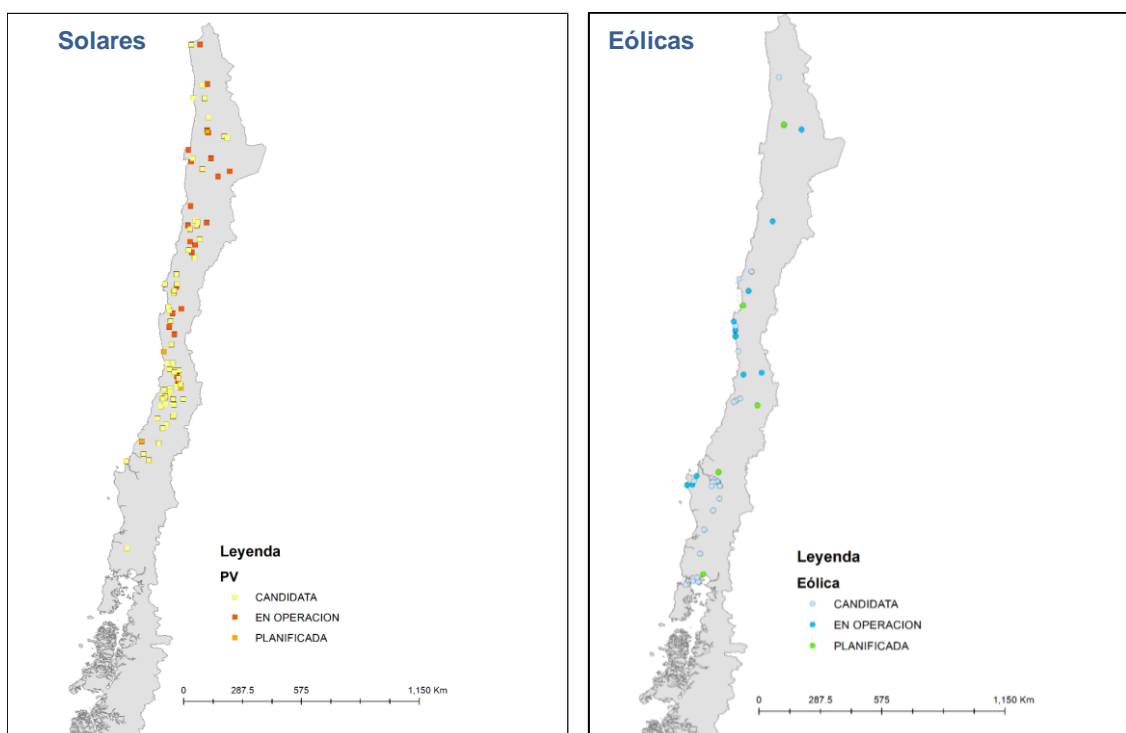 Solares
Leyenda
PV
CANDIDATA
EN OPERACION
PLANIFICADA
0 287.5 575 1,150 Km
Eólicas
Leyenda
Eólica
CANDIDATA
EN OPERACION
PLANIFICADA
0 287.5 575 1,150 Km